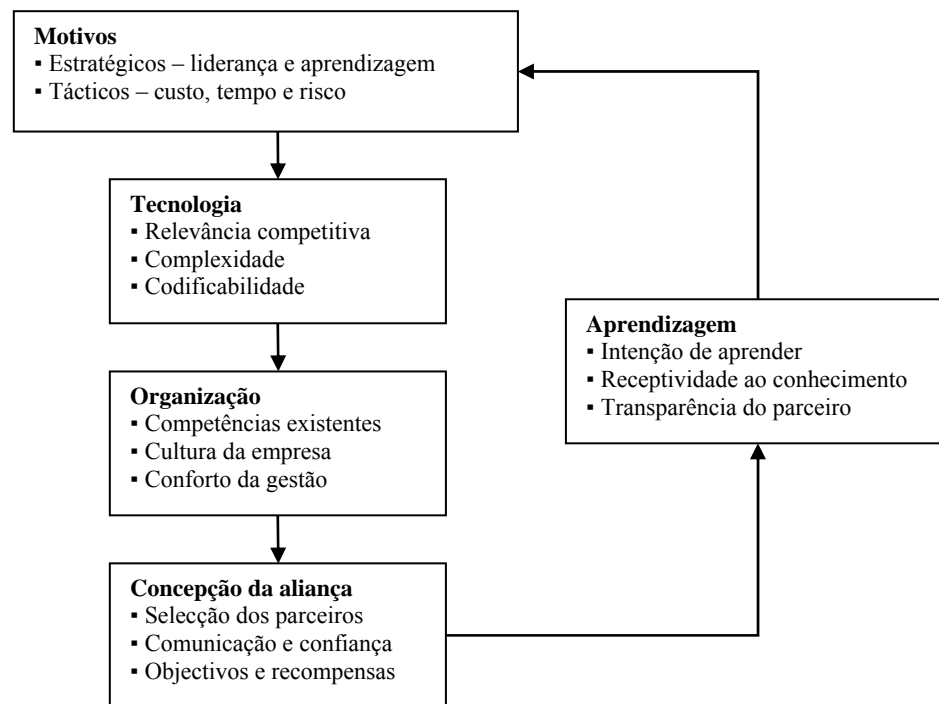 Motivos
▪ Estratégicos – liderança e aprendizagem
▪ Tácticos – custo, tempo e risco
Tecnologia
▪ Relevância competitiva
▪ Complexidade
▪ Codificabilidade
Organização
▪ Competências existentes
▪ Cultura da empresa
▪ Conforto da gestão
Concepção da aliança
▪ Selecção dos parceiros
▪ Comunicação e confiança
▪ Objectivos e recompensas
Aprendizagem
▪ Intenção de aprender
▪ Receptividade ao conhecimento
▪ Transparência do parceiro